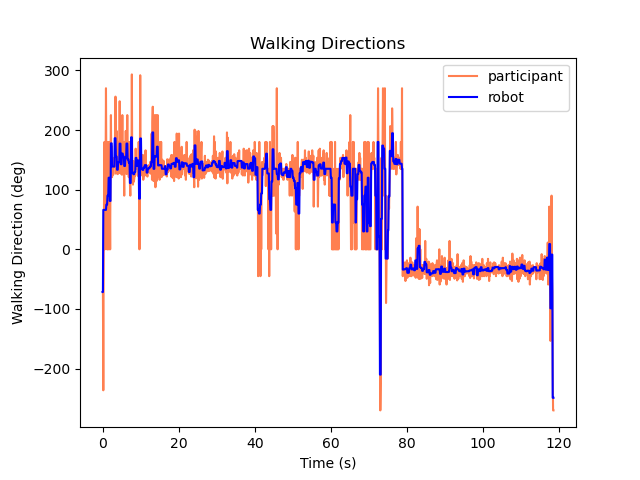 Walking Directions
participant
robot
Walking Direction (deg)
300
200
100
0
−100
−200
0
20
40
60
80
100
120
Time (s)